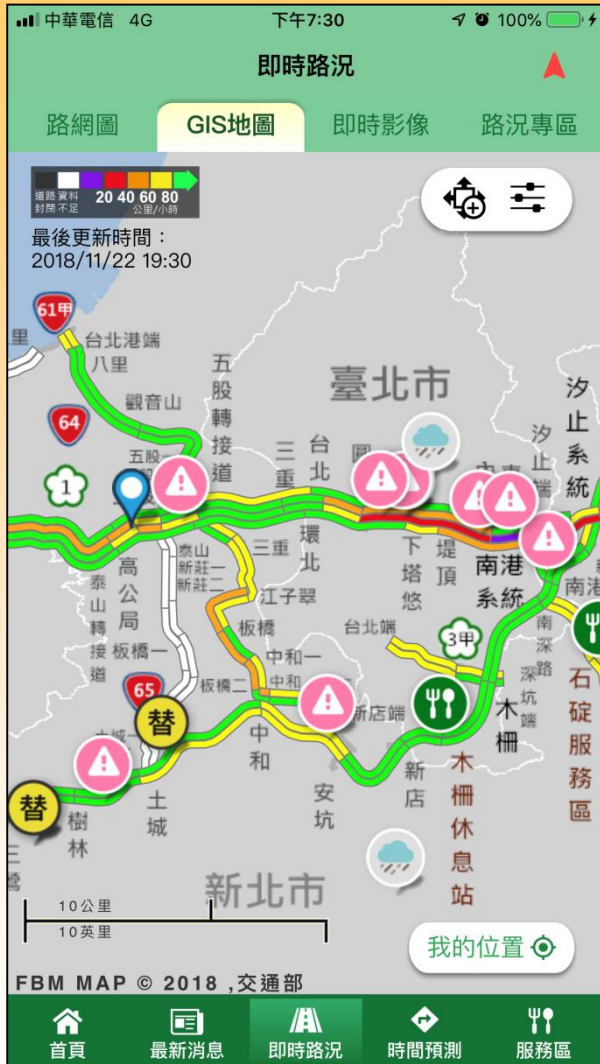 中華電信 4G 下午7:30 100%
即時路況
路網圖 GIS地圖 即時影像 路況專區
道路封閉 資料不足 20 40 60 80 公里/小時
最後更新時間：
2018/11/22 19:30
61甲
台北港端
八里
觀音山
64
1
五股轉接道
三重
台北
臺北市
汐止端
汐止系統
高公局
泰山轉接道
泰山
新莊一
新莊二
三重
環北
江子翠
下塔悠
堤頂
南港系統
板橋
板橋一
台北端
3甲
南深路
深坑端
石碇服務區
中和一
中和
板橋二
65
替
新店端
木柵
中和
土城
替
樹林
安坑
新店
木柵休息站
新北市
10公里
10英里
我的位置
FBM MAP © 2018 ,交通部
首頁 最新消息 即時路況 時間預測 服務區